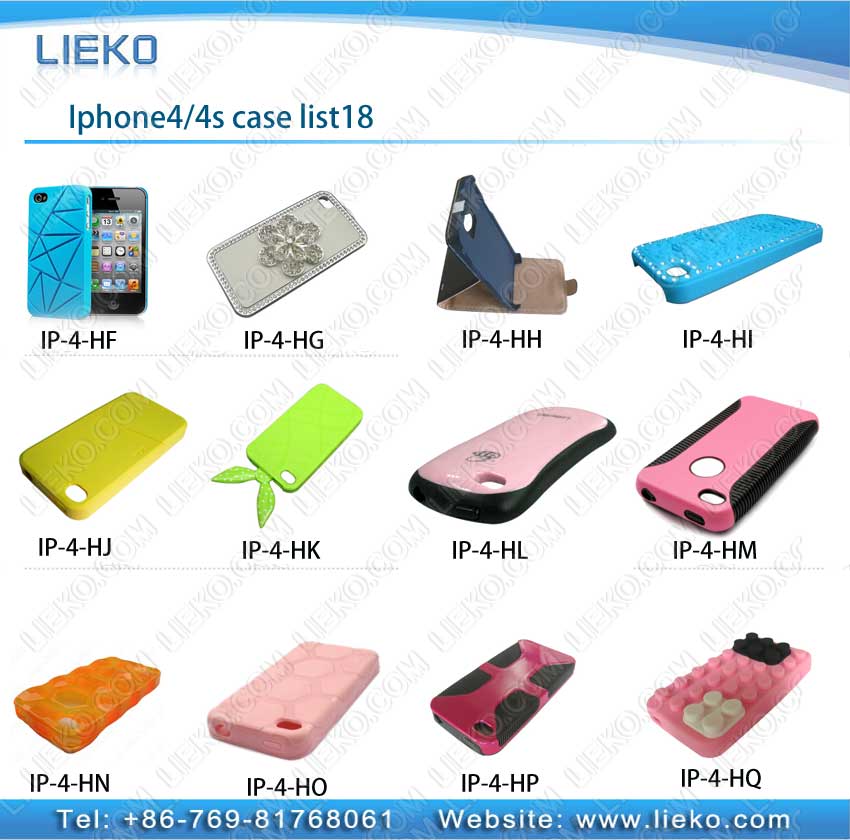 LIEKO
Iphone4/4s case list18
IP-4-HF IP-4-HG IP-4-HH IP-4-HI
IP-4-HJ IP-4-HK IP-4-HL IP-4-HM
IP-4-HN IP-4-HO IP-4-HP IP-4-HQ
Tel: +86-769-81768061 Website: www.lieko.com
LIEKO.COM